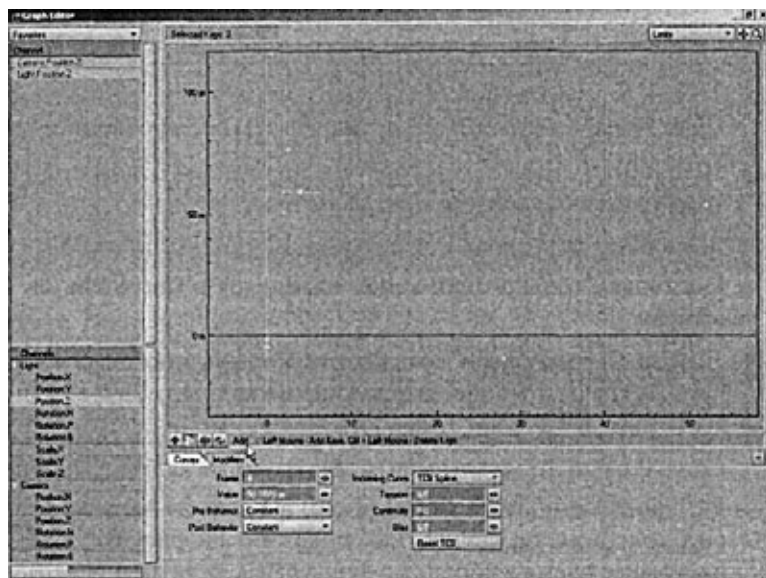 Graph Editor
Favorites
Selected Keys: 0
Limits
Channel
Camera.Position.Z
Light.Position.Z
100 m
50 m
0 m
0
10
20
30
40
50
Channels
Light
Position.X
Position.Y
Position.Z
Rotation.H
Rotation.P
Rotation.B
Scale.Y
Scale.Z
Camera
Position.X
Position.Y
Position.Z
Rotation.H
Rotation.P
Rotation.B
Add
Left Mouse - Add Keys,
+ Left Mouse - Delete Keys
Curves
Modifiers
Frame
Value
Pre Behavior
Constant
Post Behavior
Constant
Incoming Curve
TCB Spline
Tension
Continuity
Bias
Reset TCB